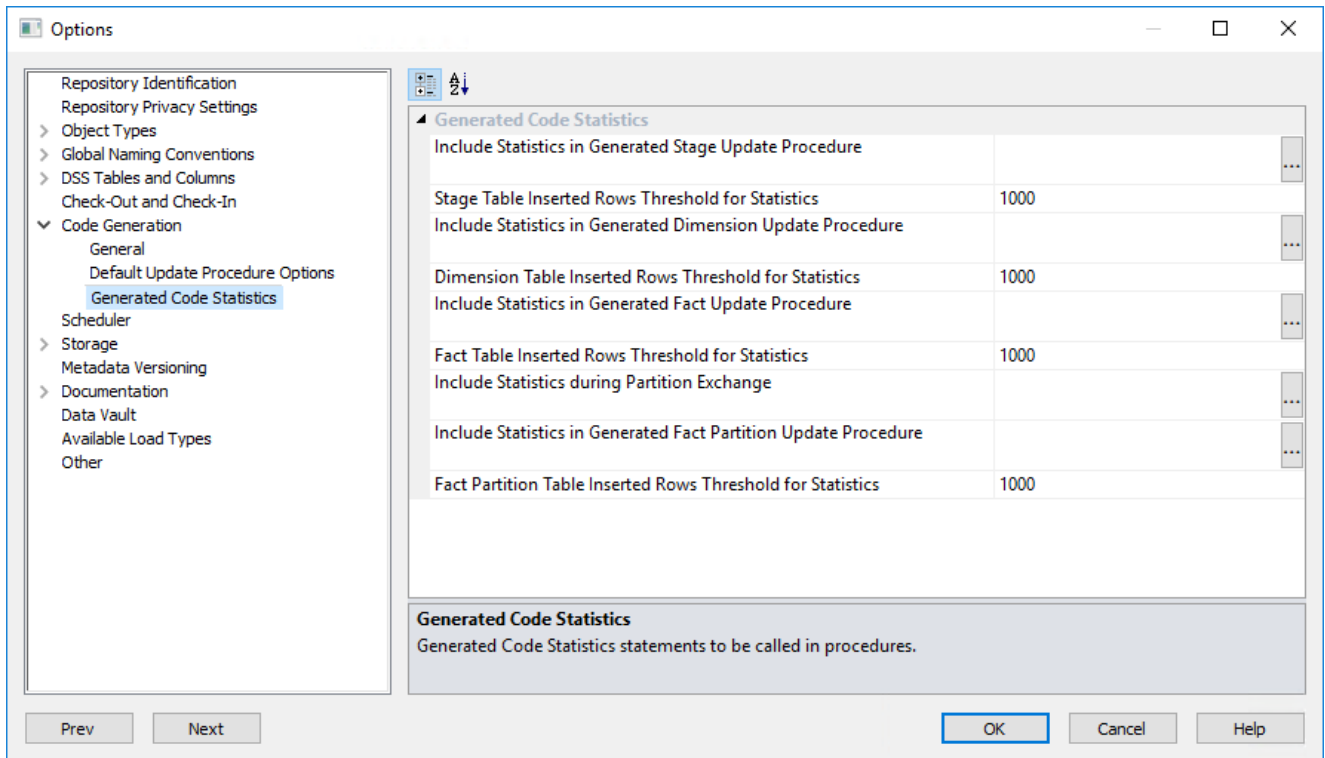 Options
Repository Identification
Repository Privacy Settings
Object Types
Global Naming Conventions
DSS Tables and Columns
Check-Out and Check-In
Code Generation
General
Default Update Procedure Options
Generated Code Statistics
Scheduler
Storage
Metadata Versioning
Documentation
Data Vault
Available Load Types
Other
Generated Code Statistics
Include Statistics in Generated Stage Update Procedure
...
Stage Table Inserted Rows Threshold for Statistics 1000
Include Statistics in Generated Dimension Update Procedure
...
Dimension Table Inserted Rows Threshold for Statistics 1000
Include Statistics in Generated Fact Update Procedure
...
Fact Table Inserted Rows Threshold for Statistics 1000
Include Statistics during Partition Exchange
...
Include Statistics in Generated Fact Partition Update Procedure
...
Fact Partition Table Inserted Rows Threshold for Statistics 1000
Generated Code Statistics
Generated Code Statistics statements to be called in procedures.
Prev Next OK Cancel Help